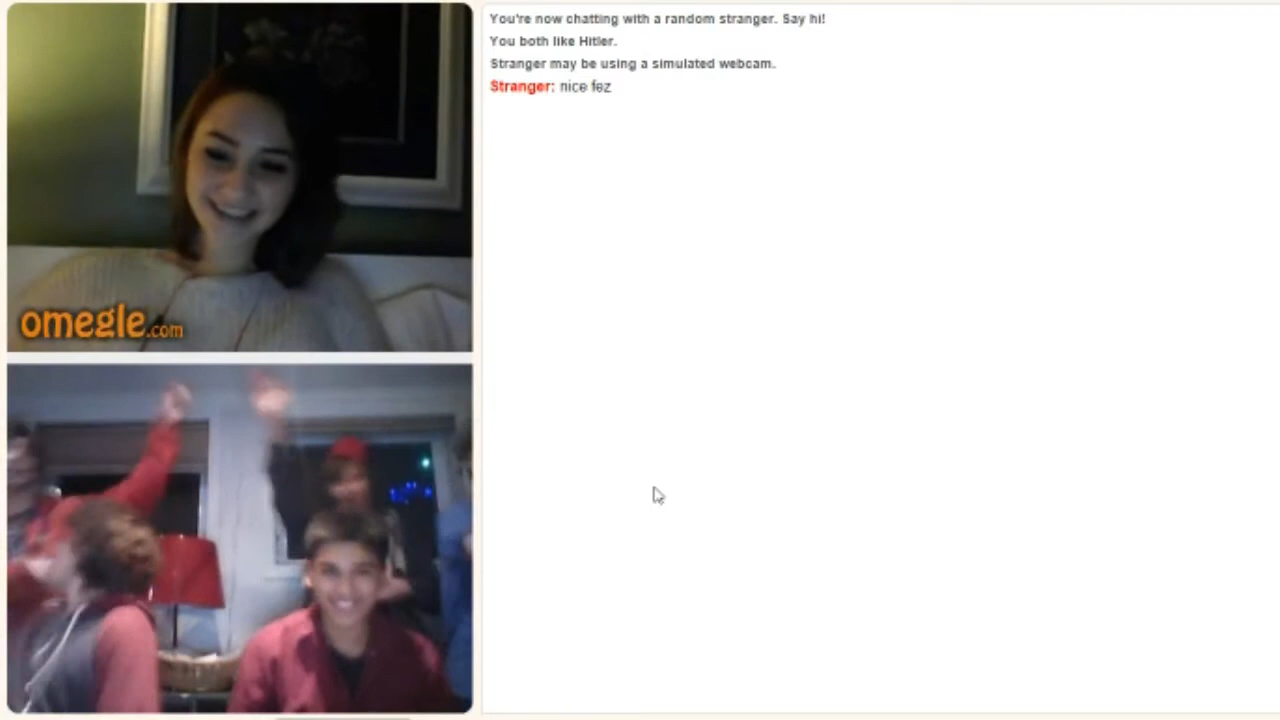 You're now chatting with a random stranger. Say hi!
You both like Hitler.
Stranger may be using a simulated webcam.
Stranger: nice fez
omegle.com